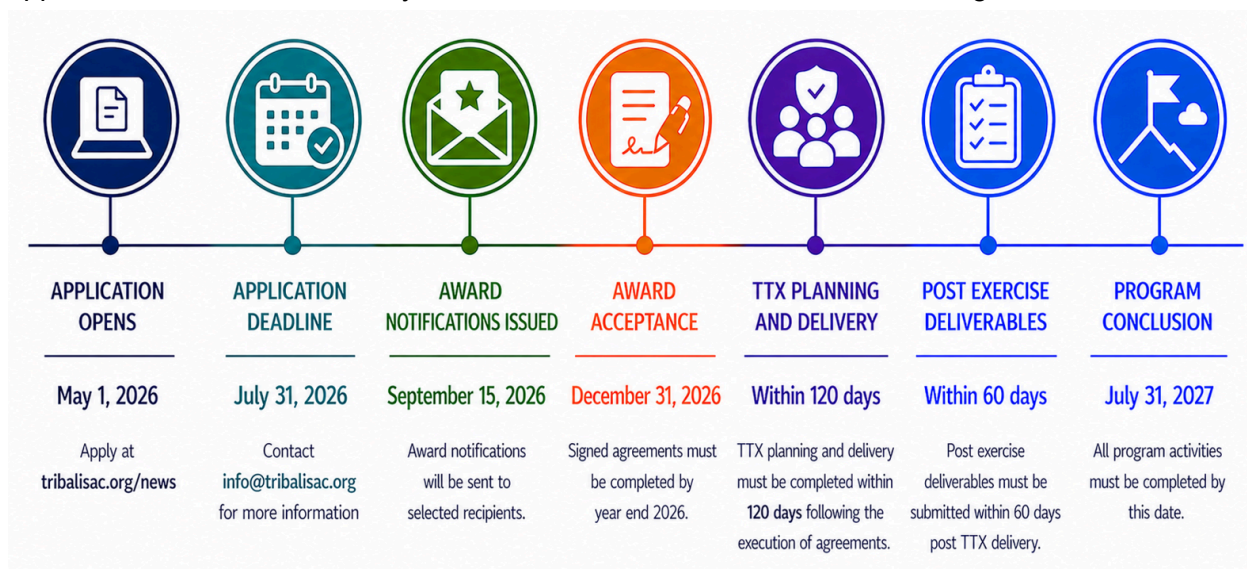 APPLICATION
OPENS
May 1, 2026
Apply at
tribalisac.org/news
APPLICATION
DEADLINE
July 31, 2026
Contact
info@tribalisac.org
for more information
AWARD
NOTIFICATIONS ISSUED
September 15, 2026
Award notifications
will be sent to
selected recipients.
AWARD
ACCEPTANCE
December 31, 2026
Signed agreements must
be completed by
year end 2026.
TTX PLANNING
AND DELIVERY
Within 120 days
TTX planning and delivery
must be completed within
120 days following the
execution of agreements.
POST EXERCISE
DELIVERABLES
Within 60 days
Post exercise
deliverables must be
submitted within 60 days
post TTX delivery.
PROGRAM
CONCLUSION
July 31, 2027
All program activities
must be completed by
this date.